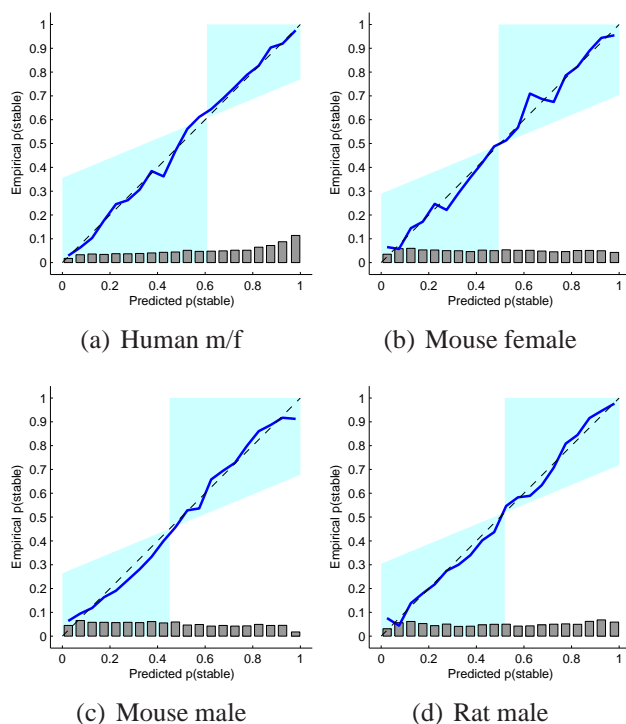 1
0.9
0.8
0.7
0.6
0.5
0.4
0.3
0.2
0.1
0
Empirical p(stable)
0 0.2 0.4 0.6 0.8 1
Predicted p(stable)
(a) Human m/f
1
0.9
0.8
0.7
0.6
0.5
0.4
0.3
0.2
0.1
0
Empirical p(stable)
0 0.2 0.4 0.6 0.8 1
Predicted p(stable)
(b) Mouse female
1
0.9
0.8
0.7
0.6
0.5
0.4
0.3
0.2
0.1
0
Empirical p(stable)
0 0.2 0.4 0.6 0.8 1
Predicted p(stable)
(c) Mouse male
1
0.9
0.8
0.7
0.6
0.5
0.4
0.3
0.2
0.1
0
Empirical p(stable)
0 0.2 0.4 0.6 0.8 1
Predicted p(stable)
(d) Rat male